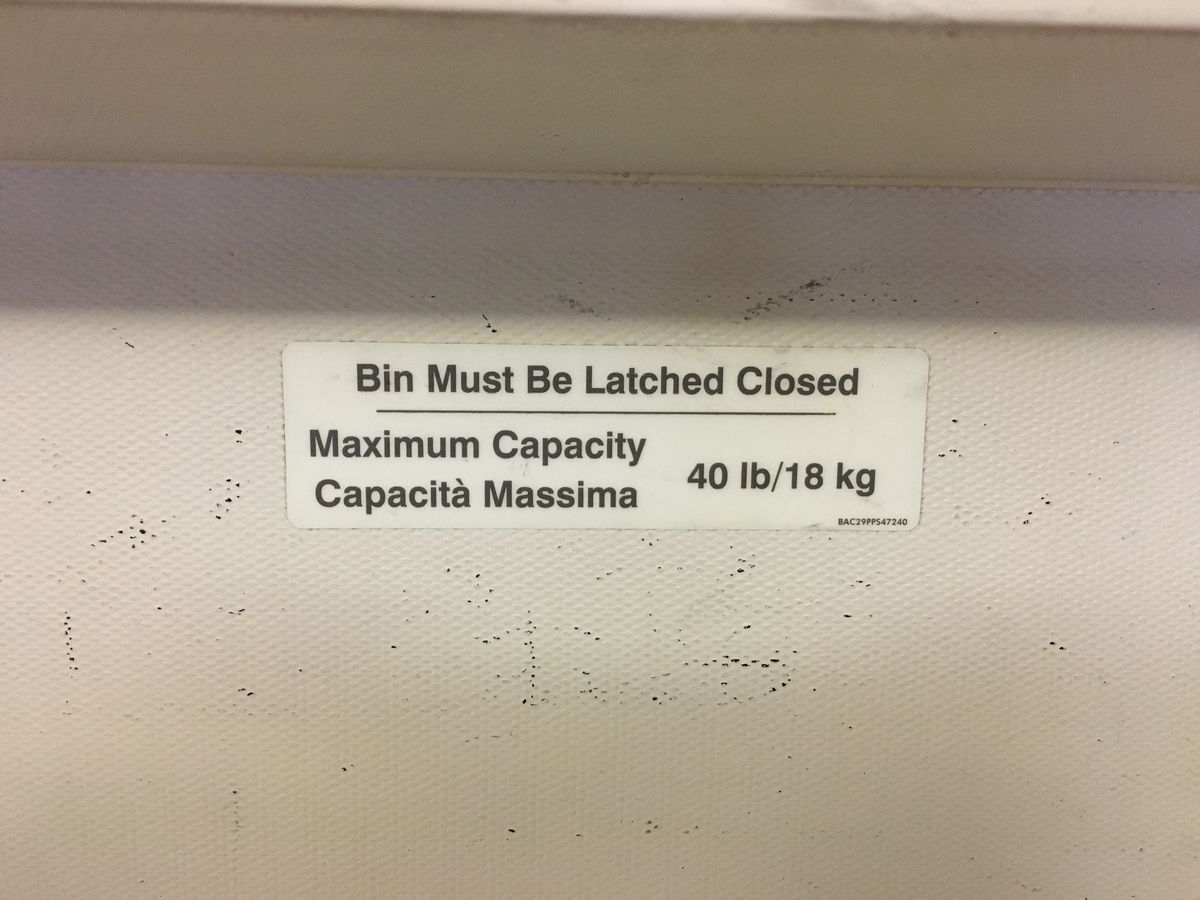 Bin Must Be Latched Closed
Maximum Capacity
Capacità Massima
40 lb/18 kg
BAC29PPS47240